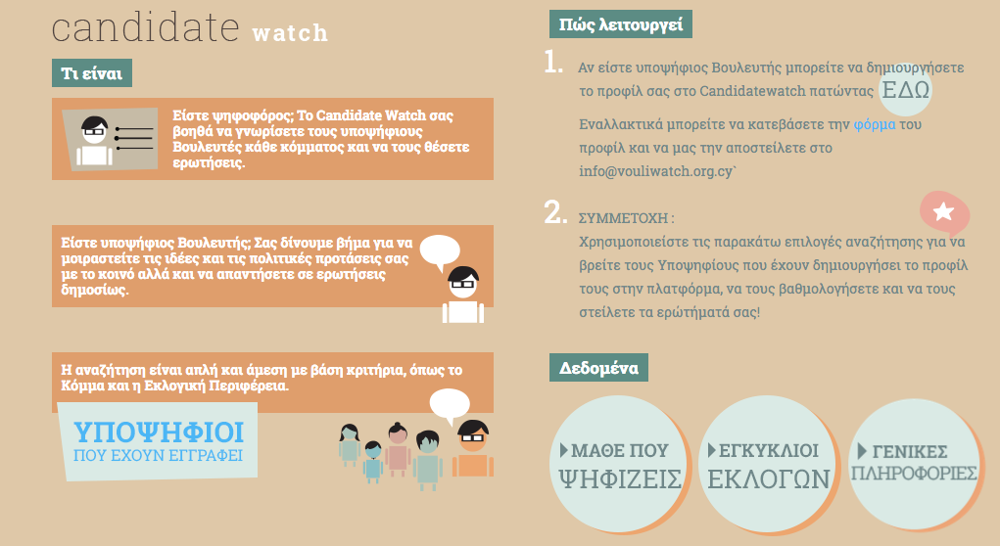 candidate watch
Τι είναι
Είστε ψηφοφόρος; Το Candidate Watch σας
βοηθά να γνωρίσετε τους υποψήφιους
Βουλευτές κάθε κόμματος και να τους θέσετε
ερωτήσεις.
Είστε υποψήφιος Βουλευτής; Σας δίνουμε βήμα για να
μοιραστείτε τις ιδέες και τις πολιτικές προτάσεις σας
με το κοινό αλλά και να απαντήσετε σε ερωτήσεις
δημοσίως.
Η αναζήτηση είναι απλή και άμεση με βάση κριτήρια, όπως το
Κόμμα και η Εκλογική Περιφέρεια.
ΥΠΟΨΗΦΙΟΙ
ΠΟΥ ΕΧΟΥΝ ΕΓΓΡΑΦΕΙ
Πώς λειτουργεί
1. Αν είστε υποψήφιος Βουλευτής μπορείτε να δημιουργήσετε
το προφίλ σας στο Candidatewatch πατώντας ΕΔΩ
Εναλλακτικά μπορείτε να κατεβάσετε την φόρμα του
προφίλ και να μας την αποστείλετε στο
info@vouliwatch.org.cy`
2. ΣΥΜΜΕΤΟΧΗ :
Χρησιμοποιείστε τις παρακάτω επιλογές αναζήτησης για να
βρείτε τους Υποψηφίους που έχουν δημιουργήσει το προφίλ
τους στην πλατφόρμα, να τους βαθμολογήσετε και να τους
στείλετε τα ερώτήματά σας!
Δεδομένα
ΜΑΘΕ ΠΟΥ
ΨΗΦΙΖΕΙΣ
ΕΓΚΥΚΛΙΟΙ
ΕΚΛΟΓΩΝ
ΓΕΝΙΚΕΣ
ΠΛΗΡΟΦΟΡΙΕΣ